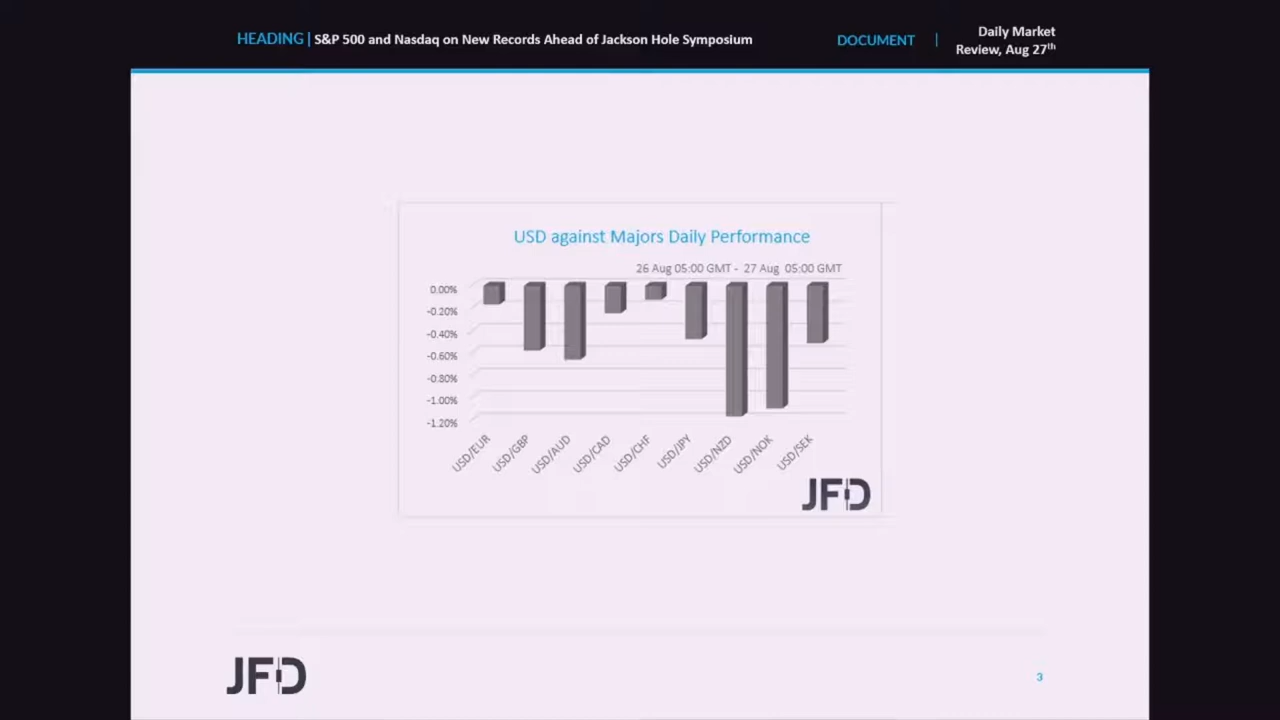 HEADING | S&P 500 and Nasdaq on New Records Ahead of Jackson Hole Symposium
DOCUMENT | Daily Market
Review, Aug 27th
USD against Majors Daily Performance
26 Aug 05:00 GMT - 27 Aug 05:00 GMT
0.00%
-0.20%
-0.40%
-0.60%
-0.80%
-1.00%
-1.20%
USD/EUR
USD/GBP
USD/AUD
USD/CAD
USD/CHF
USD/JPY
USD/NZD
USD/NOK
USD/SEK
JFD
JFD
3